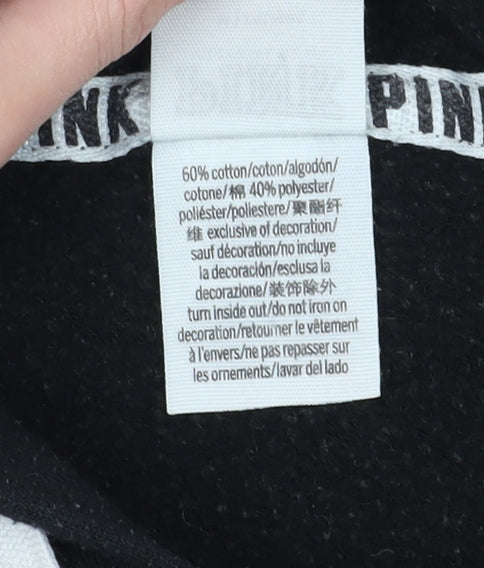 INK
PINK
60% cotton/coton/algodón/
cotone/棉 40% polyester/
poliéster/poliestere/聚酯纤
维 exclusive of decoration/
sauf décoration/no incluye
la decoración/esclusa la
decorazione/装饰除外
turn inside out/do not iron on
decoration/retourner le vêtement
à l'envers/ne pas repasser sur
les ornements/lavar del lado